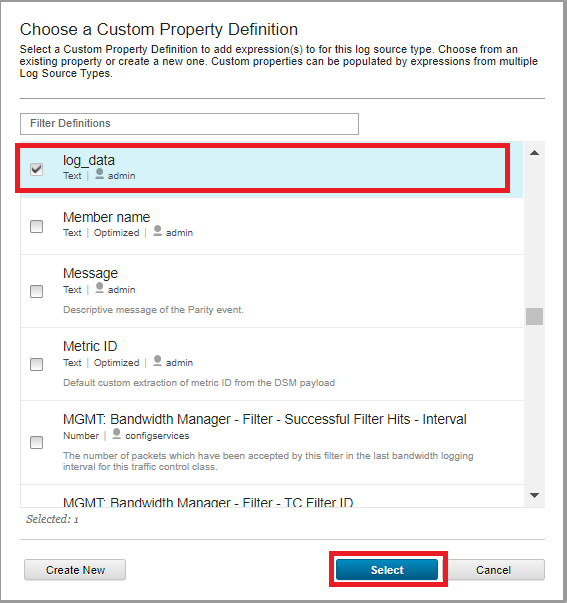 Choose a Custom Property Definition
Select a Custom Property Definition to add expression(s) to for this log source type. Choose from an
existing property or create a new one. Custom properties can be populated by expressions from multiple
Log Source Types.
Filter Definitions
log_data
Text | admin
Member name
Text | Optimized | admin
Message
Text | admin
Descriptive message of the Parity event.
Metric ID
Text | Optimized | admin
Default custom extraction of metric ID from the DSM payload
MGMT: Bandwidth Manager - Filter - Successful Filter Hits - Interval
Number | configservices
The number of packets which have been accepted by this filter in the last bandwidth logging
interval for this traffic control class.
MGMT: Bandwidth Manager - Filter - TC Filter ID
Selected: 1
Create New Select Cancel